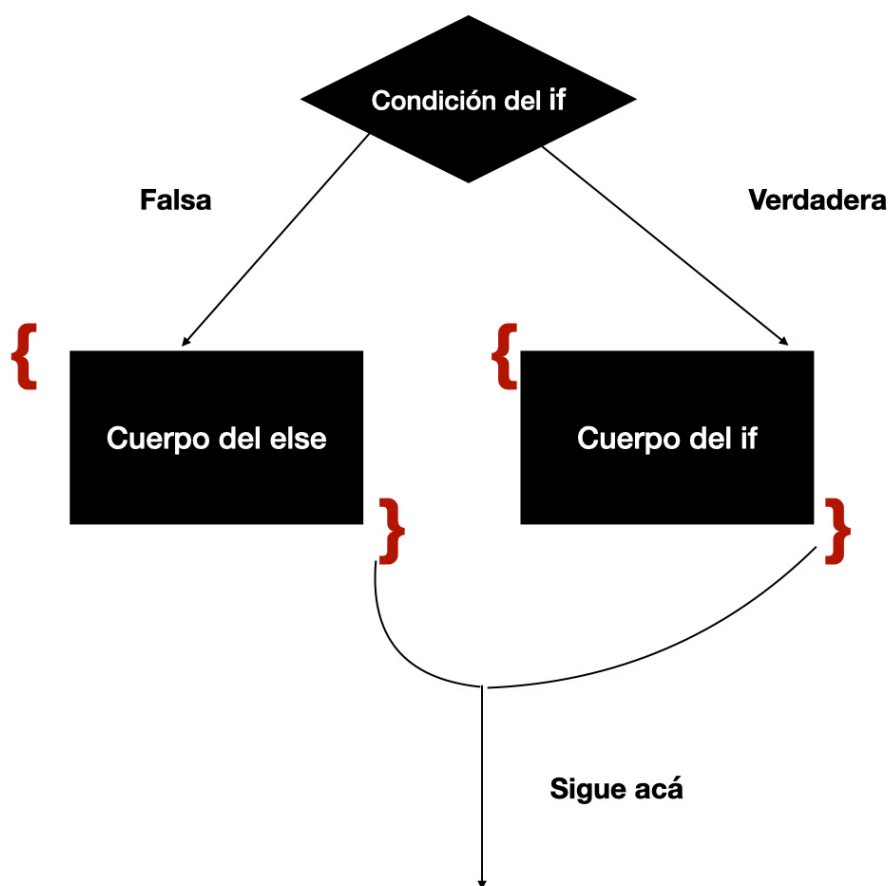 Condición del if
Falsa
Verdadera
{
{
Cuerpo del else
Cuerpo del if
}
}
Sigue acá